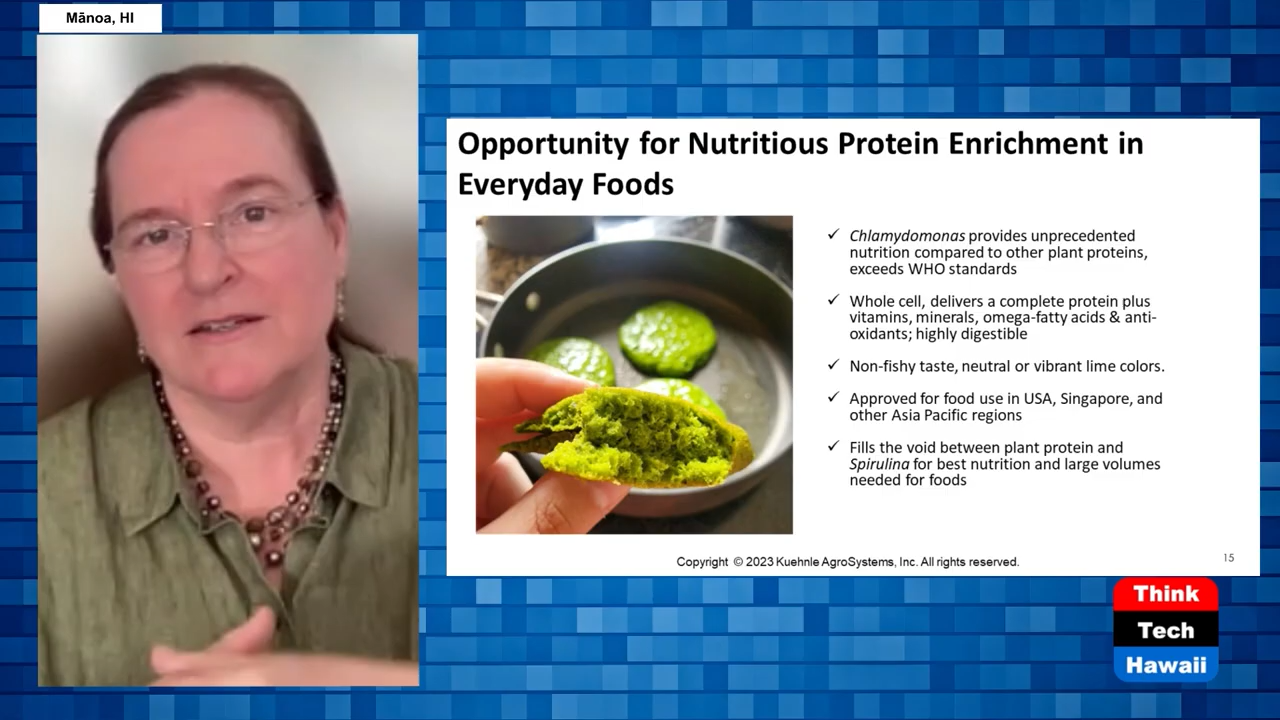 Mānoa, HI
Opportunity for Nutritious Protein Enrichment in
Everyday Foods
✓ Chlamydomonas provides unprecedented
nutrition compared to other plant proteins,
exceeds WHO standards
✓ Whole cell, delivers a complete protein plus
vitamins, minerals, omega-fatty acids & anti-
oxidants; highly digestible
✓ Non-fishy taste, neutral or vibrant lime colors.
✓ Approved for food use in USA, Singapore, and
other Asia Pacific regions
✓ Fills the void between plant protein and
Spirulina for best nutrition and large volumes
needed for foods
Copyright © 2023 Kuehnle AgroSystems, Inc. All rights reserved.
15
Think
Tech
Hawaii